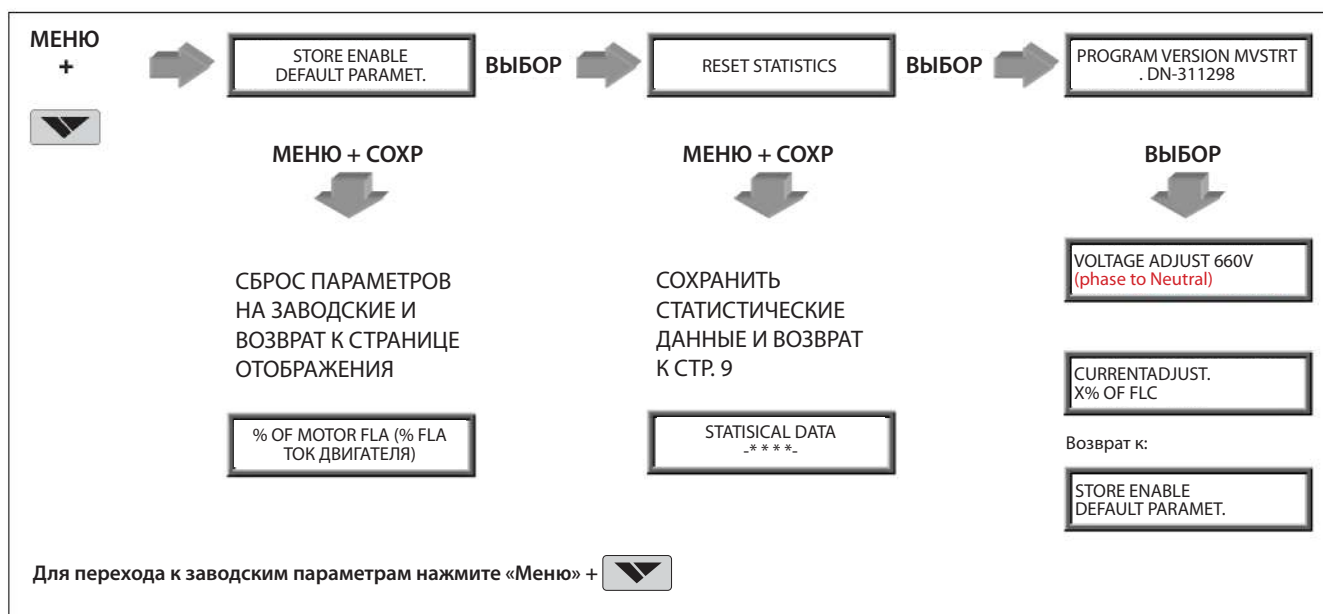 МЕНЮ
+
STORE ENABLE
DEFAULT PARAMET.
ВЫБОР
RESET STATISTICS
ВЫБОР
PROGRAM VERSION MVSTRT
. DN-311298
МЕНЮ + СОХР
МЕНЮ + СОХР
ВЫБОР
СБРОС ПАРАМЕТРОВ
НА ЗАВОДСКИЕ И
ВОЗВРАТ К СТРАНИЦЕ
ОТОБРАЖЕНИЯ
СОХРАНИТЬ
СТАТИСТИЧЕСКИЕ
ДАННЫЕ И ВОЗВРАТ
К СТР. 9
VOLTAGE ADJUST 660V
(phase to Neutral)
CURRENTADJUST.
X% OF FLC
% OF MOTOR FLA (% FLA
ТОК ДВИГАТЕЛЯ)
STATISICAL DATA
-* * * *-
Возврат к:
STORE ENABLE
DEFAULT PARAMET.
Для перехода к заводским параметрам нажмите «Меню» +